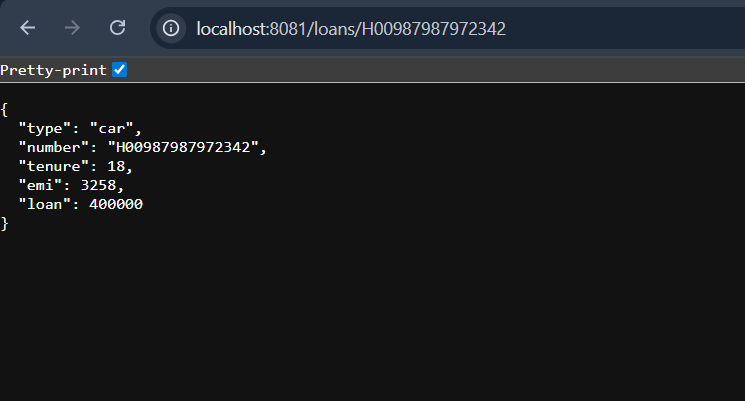 localhost:8081/loans/H00987987972342
Pretty-print
{
  "type": "car",
  "number": "H00987987972342",
  "tenure": 18,
  "emi": 3258,
  "loan": 400000
}